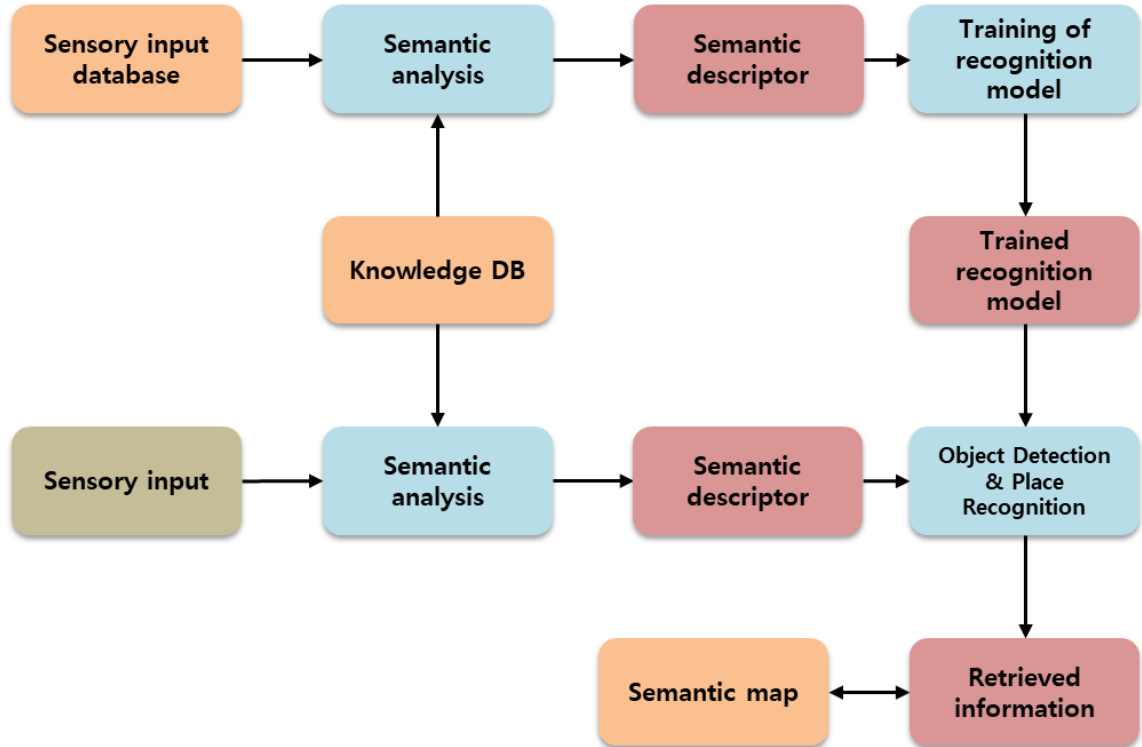 Sensory input
database
Semantic
analysis
Semantic
descriptor
Training of
recognition
model
Knowledge DB
Trained
recognition
model
Sensory input
Semantic
analysis
Semantic
descriptor
Object Detection
& Place
Recognition
Semantic map
Retrieved
information